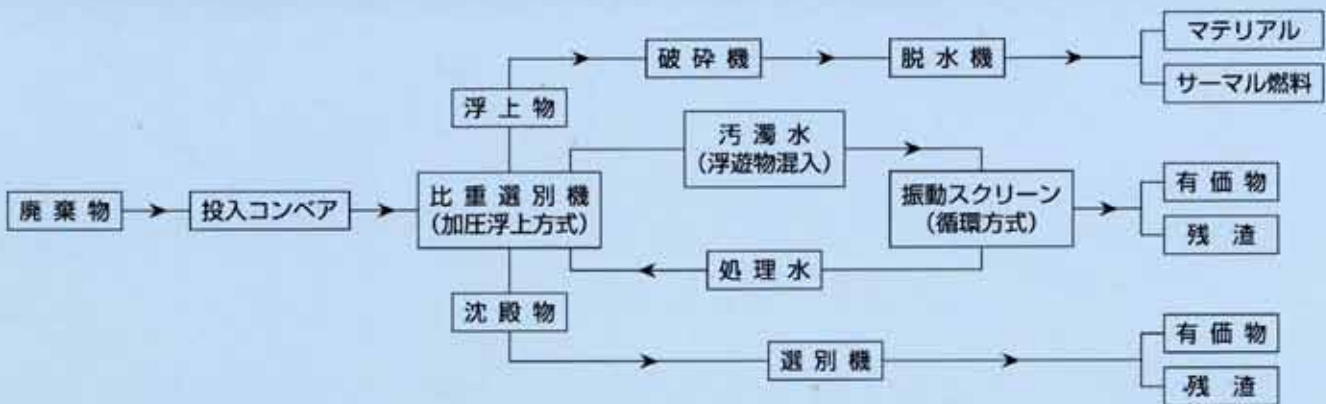 破砕機
脱水機
マテリアル
サーマル燃料
浮上物
汚濁水
(浮遊物混入)
廃棄物
投入コンベア
比重選別機
(加圧浮上方式)
振動スクリーン
(循環方式)
有価物
残渣
処理水
沈殿物
選別機
有価物
残渣